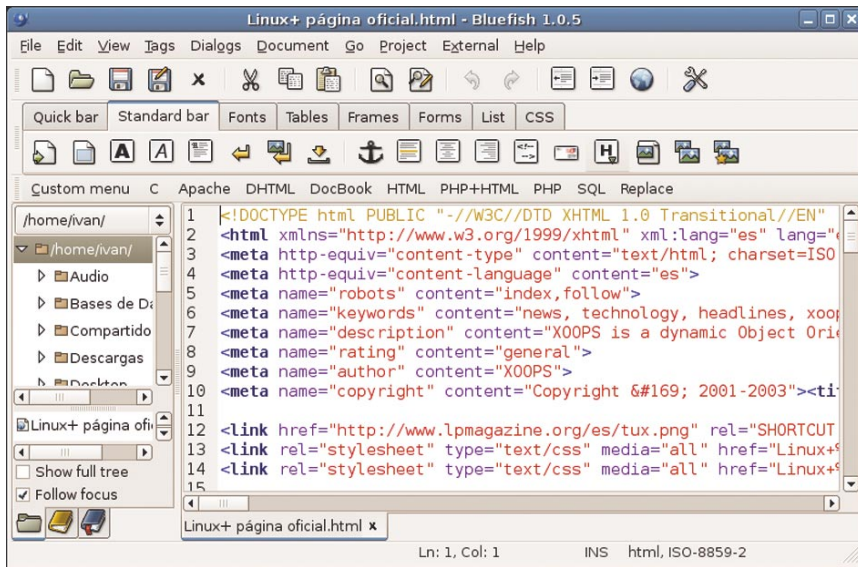 Linux+ página oficial.html - Bluefish 1.0.5
File Edit View Tags Dialogs Document Go Project External Help
Quick bar Standard bar Fonts Tables Frames Forms List CSS
Custom menu C Apache DHTML DocBook HTML PHP+HTML PHP SQL Replace
/home/ivan/
/home/ivan/
Audio
Bases de Da
Compartido
Descargas
Desktop
Linux+ página ofi
Show full tree
Follow focus
1 <!DOCTYPE html PUBLIC "-//W3C//DTD XHTML 1.0 Transitional//EN"
2 <html xmlns="http://www.w3.org/1999/xhtml" xml:lang="es" lang="e
3 <meta http-equiv="content-type" content="text/html; charset=ISO
4 <meta http-equiv="content-language" content="es">
5 <meta name="robots" content="index,follow">
6 <meta name="keywords" content="news, technology, headlines, xoop
7 <meta name="description" content="XOOPS is a dynamic Object Orie
8 <meta name="rating" content="general">
9 <meta name="author" content="XOOPS">
10 <meta name="copyright" content="Copyright &#169; 2001-2003"><tit
11
12 <link href="http://www.lpmagazine.org/es/tux.png" rel="SHORTCUT
13 <link rel="stylesheet" type="text/css" media="all" href="Linux+%
14 <link rel="stylesheet" type="text/css" media="all" href="Linux+%
15
Linux+ página oficial.html x
Ln: 1, Col: 1 INS html, ISO-8859-2